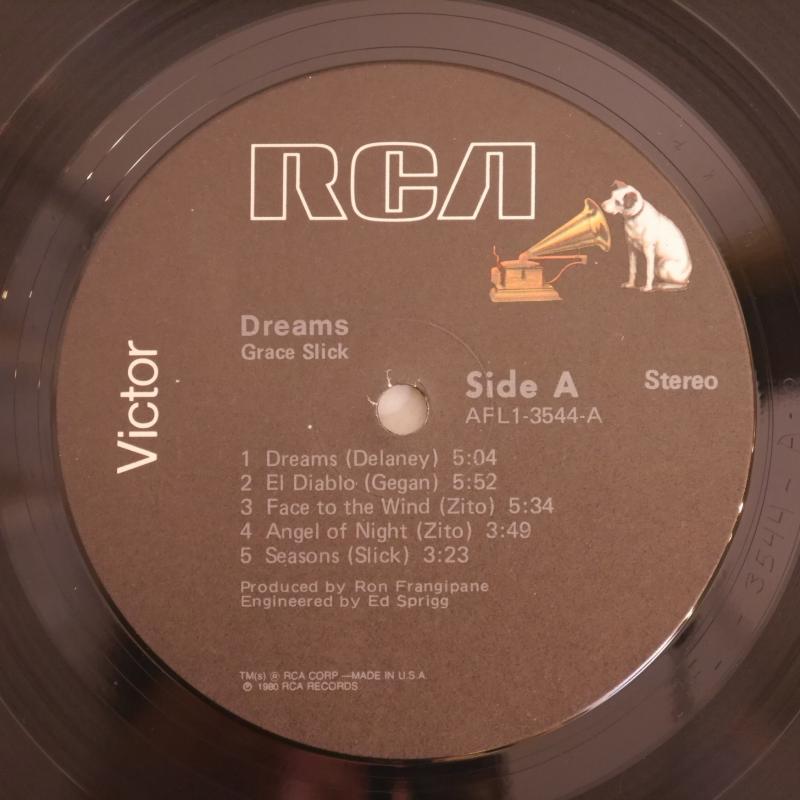 RCA
Victor
Dreams
Grace Slick
Side A
Stereo
AFL1-3544-A
1 Dreams (Delaney) 5:04
2 El Diablo (Gegan) 5:52
3 Face to the Wind (Zito) 5:34
4 Angel of Night (Zito) 3:49
5 Seasons (Slick) 3:23
Produced by Ron Frangipane
Engineered by Ed Sprigg
TM(s) ® RCA CORP —MADE IN U.S.A.
℗ 1980 RCA RECORDS
3544-A